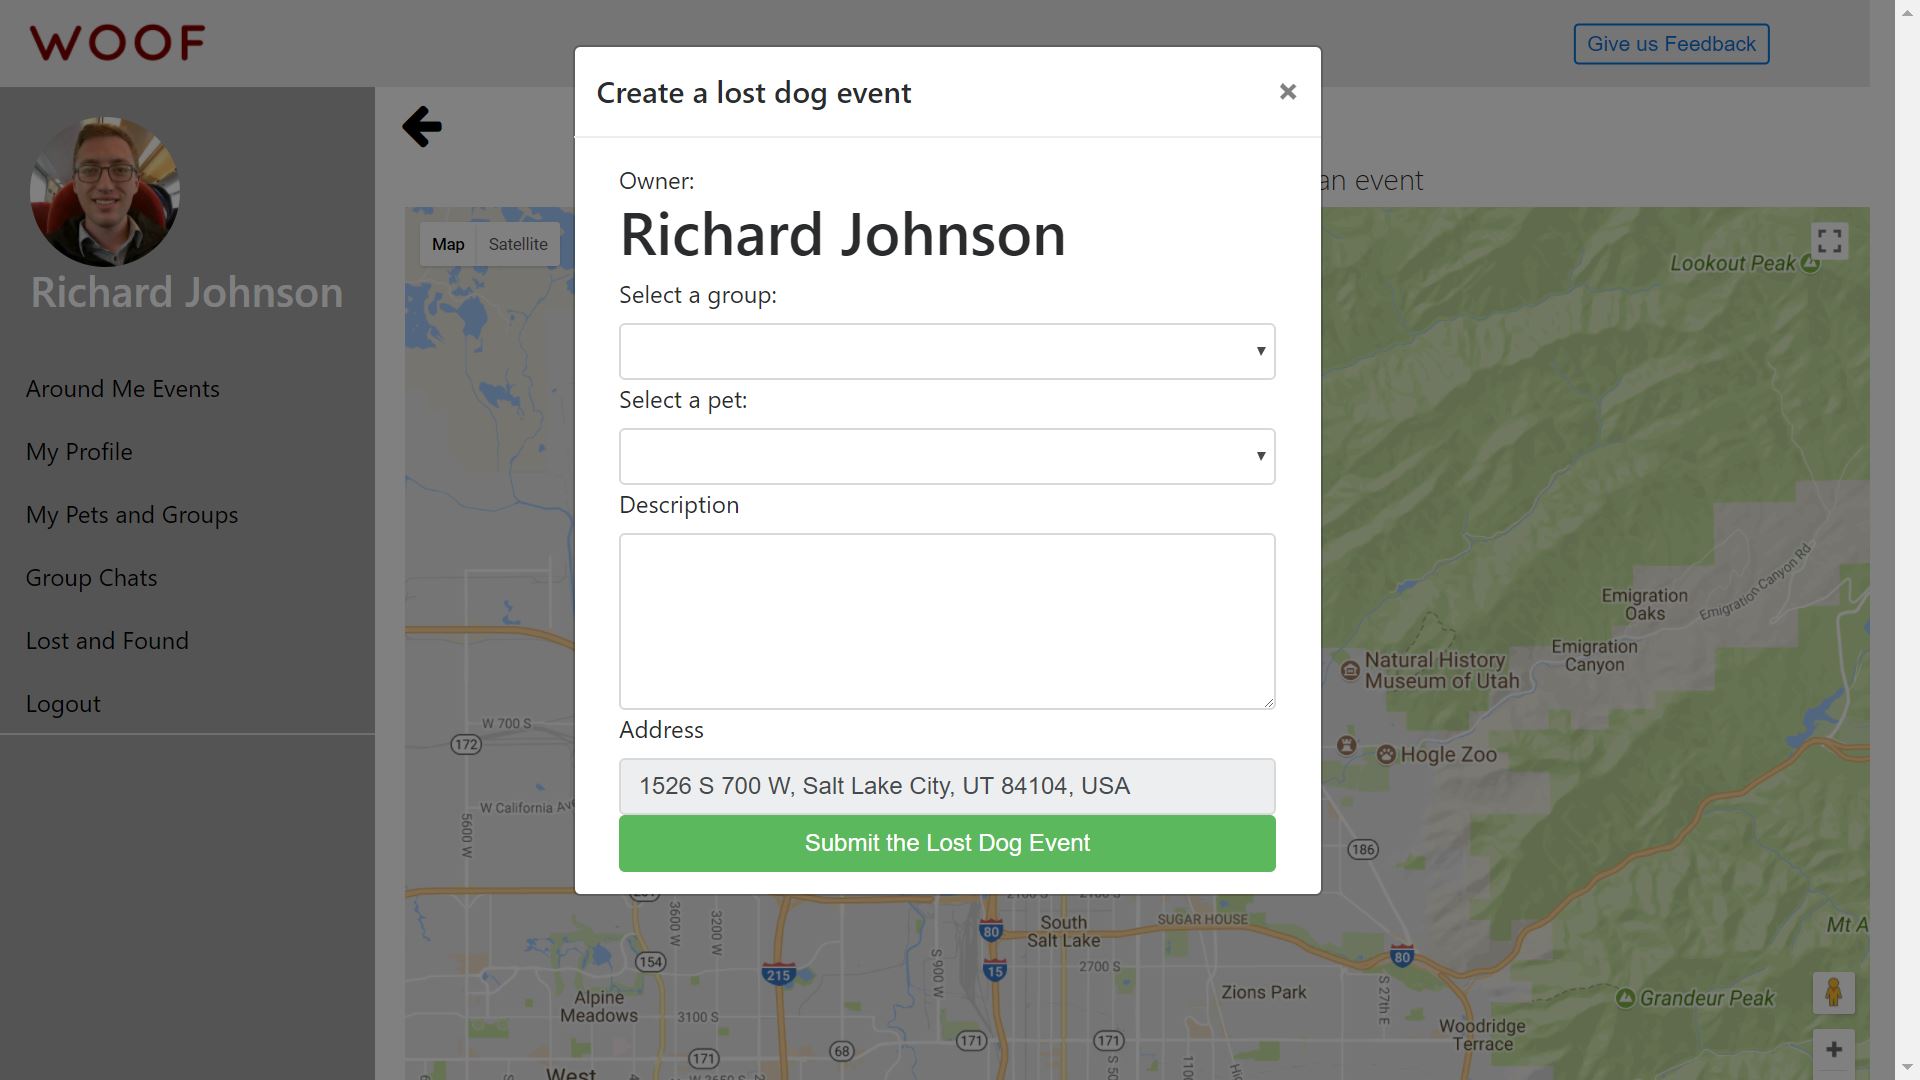 WOOF
Give us Feedback
Create a lost dog event
×
Owner:
Richard Johnson
Select a group:
Select a pet:
Description
Address
1526 S 700 W, Salt Lake City, UT 84104, USA
Submit the Lost Dog Event
Richard Johnson
Around Me Events
My Profile
My Pets and Groups
Group Chats
Lost and Found
Logout
an event
Map
Satellite
Lookout Peak
Emigration
Oaks
Emigration Canyon Rd
Emigration
Canyon
Natural History
Museum of Utah
Hogle Zoo
W 700 S
172
W California Av
5600 W
186
3600 W
3200 W
154
215
80
15
S 900 W
South
Salt Lake
SUGAR HOUSE
2700 S
80
Mt A
Alpine
Meadows
3100 S
Zions Park
S 27th E
Grandeur Peak
Woodridge
Terrace
171
68
171
171
West